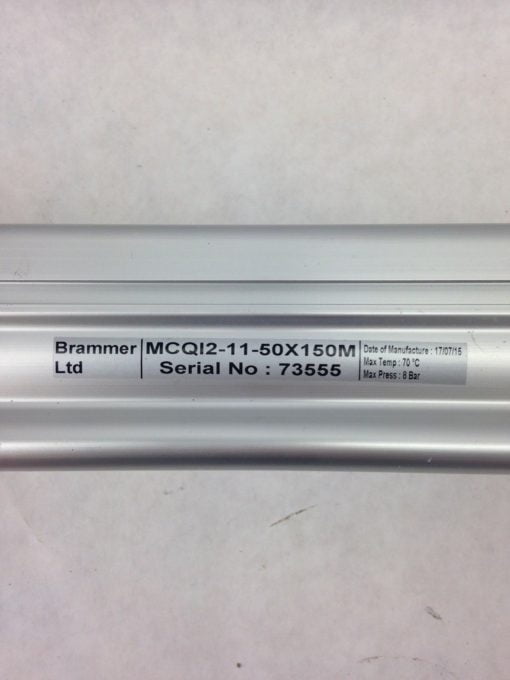 Brammer
Ltd
MCQI2-11-50X150M
Serial No : 73555
Date of Manufacture : 17/07/15
Max Temp : 70 °C
Max Press : 8 Bar